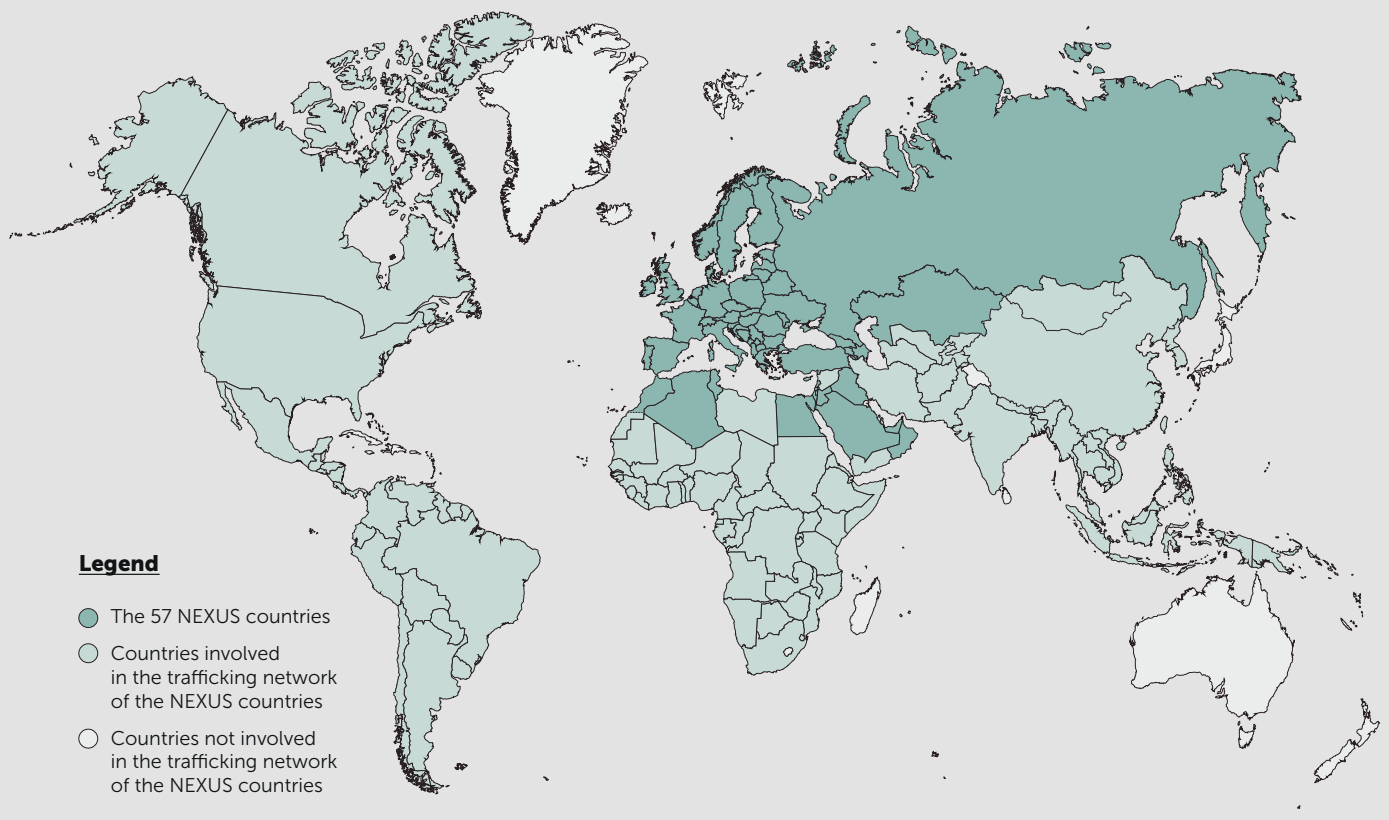 Legend
The 57 NEXUS countries
Countries involved
in the trafficking network
of the NEXUS countries
Countries not involved
in the trafficking network
of the NEXUS countries